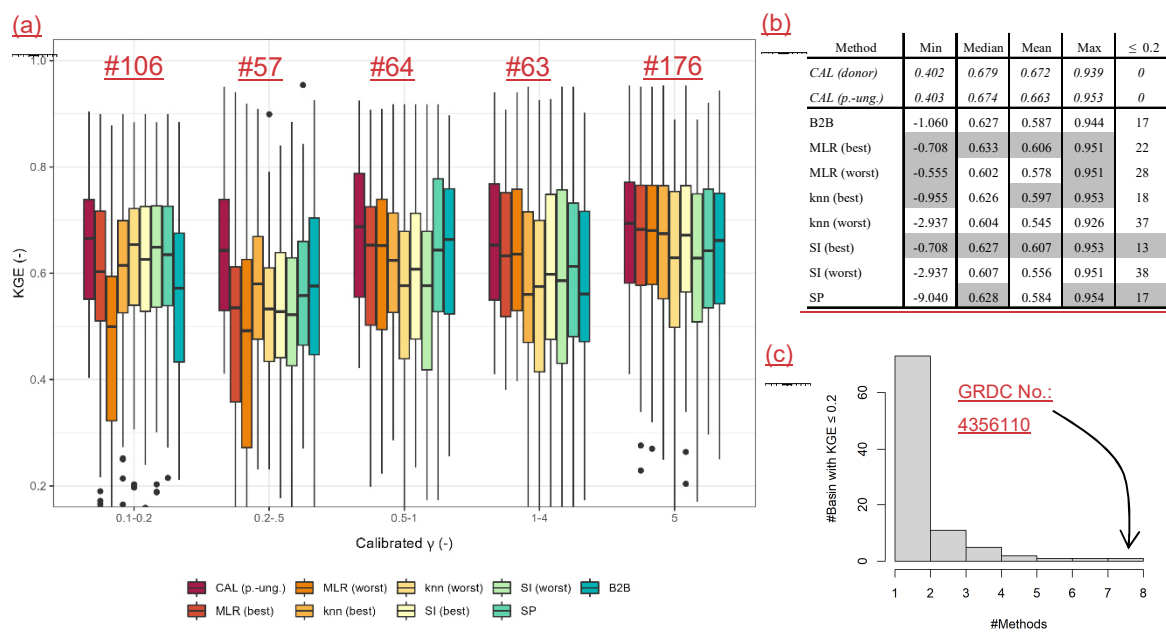 (a)
#106 #57 #64 #63 #176
1.0
0.8
0.6
0.4
0.2
KGE (-)
0.1-0.2 0.2-.5 0.5-1 1-4 5
Calibrated γ (-)
CAL (p.-ung.) MLR (worst) knn (worst) SI (worst) B2B
MLR (best) knn (best) SI (best) SP
(b)
Method Min Median Mean Max ≤ 0.2
CAL (donor) 0.402 0.679 0.672 0.939 0
CAL (p.-ung.) 0.403 0.674 0.663 0.953 0
B2B -1.060 0.627 0.587 0.944 17
MLR (best) -0.708 0.633 0.606 0.951 22
MLR (worst) -0.555 0.602 0.578 0.951 28
knn (best) -0.955 0.626 0.597 0.953 18
knn (worst) -2.937 0.604 0.545 0.926 37
SI (best) -0.708 0.627 0.607 0.953 13
SI (worst) -2.937 0.607 0.556 0.951 38
SP -9.040 0.628 0.584 0.954 17
(c)
GRDC No.:
4356110
60
40
20
0
#Basin with KGE ≤ 0.2
1 2 3 4 5 6 7 8
#Methods